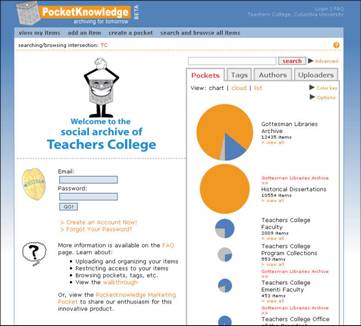 PocketKnowledge BETA
archiving for tomorrow
Login | FAQ
Teachers College, Columbia University
view my items add an item create a pocket search and browse all items
searching/browsing intersection: TC
search Advanced
Pockets Tags Authors Uploaders
View: chart | cloud | list
Color key
Options
Welcome to the
social archive of
Teachers College
Email:
Password:
GO!
> Create an Account Now!
> Forgot Your Password?
More information is available on the FAQ
page. Learn about:
Uploading and organizing your items
Restricting access to your items
Browsing pockets, tags, etc.
View the walkthrough
Or, view the PocketKnowledge Marketing
Pocket to share our enthusiasm for this
innovative product.
Gottesman Libraries
Archive
12435 items
> view all
Gottesman Libraries Archive
>>
Historical Dissertations
10554 items
> view all
Teachers College
Faculty
2009 items
> view all
Teachers College
Program Collections
993 items
> view all
Teachers College
Emeriti Faculty
453 items
> view all
Teachers College Office